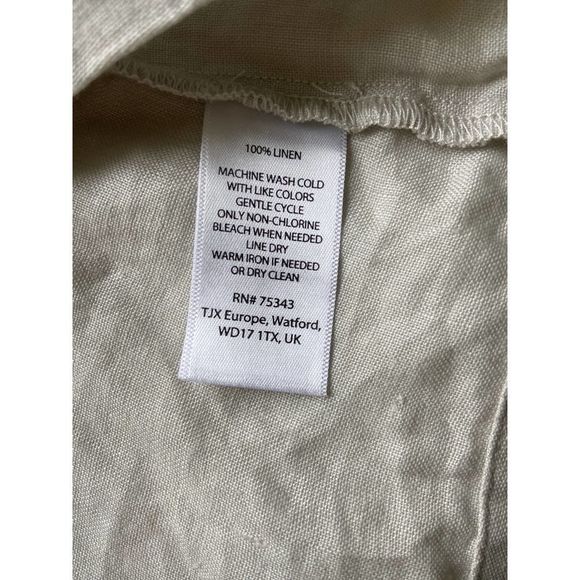 100% LINEN
MACHINE WASH COLD
WITH LIKE COLORS
GENTLE CYCLE
ONLY NON-CHLORINE
BLEACH WHEN NEEDED
LINE DRY
WARM IRON IF NEEDED
OR DRY CLEAN
RN# 75343
TJX Europe, Watford,
WD17 1TX, UK